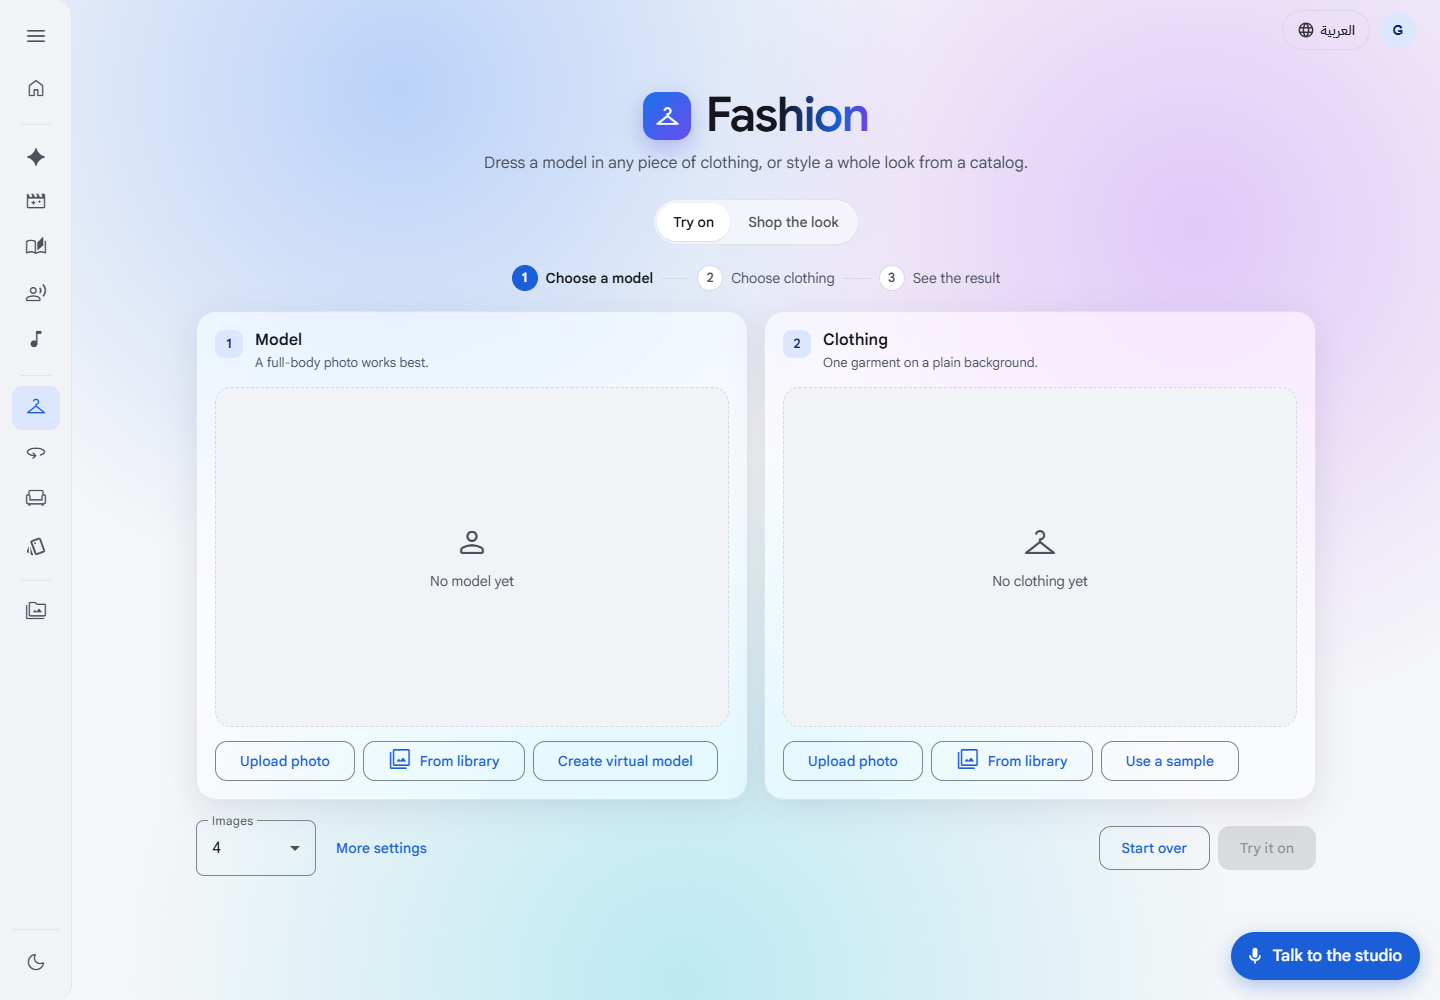 العربية
G
Fashion
Dress a model in any piece of clothing, or style a whole look from a catalog.
Try on
Shop the look
1 Choose a model
2 Choose clothing
3 See the result
1 Model
A full-body photo works best.
No model yet
Upload photo
From library
Create virtual model
2 Clothing
One garment on a plain background.
No clothing yet
Upload photo
From library
Use a sample
Images
4
More settings
Start over
Try it on
Talk to the studio